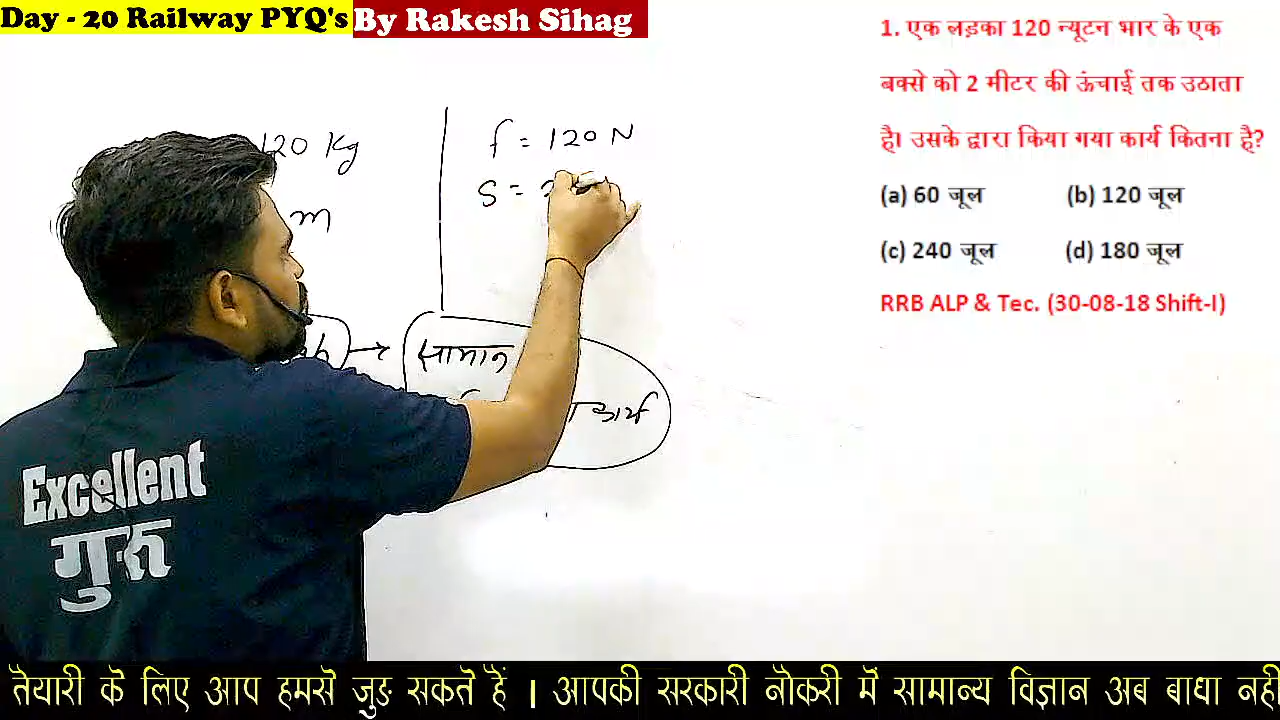 Day - 20 Railway PYQ's By Rakesh Sihag
1. एक लड़का 120 न्यूटन भार के एक
बक्से को 2 मीटर की ऊंचाई तक उठाता
है। उसके द्वारा किया गया कार्य कितना है?
(a) 60 जूल (b) 120 जूल
(c) 240 जूल (d) 180 जूल
RRB ALP & Tec. (30-08-18 Shift-I)
120 Kg
m
f = 120 N
S = 2
सामान
कार्य
Excellent
गुरू
तैयारी के लिए आप हमसे जुड़ सकते हैं । आपकी सरकारी नौकरी में सामान्य विज्ञान अब बाधा नही